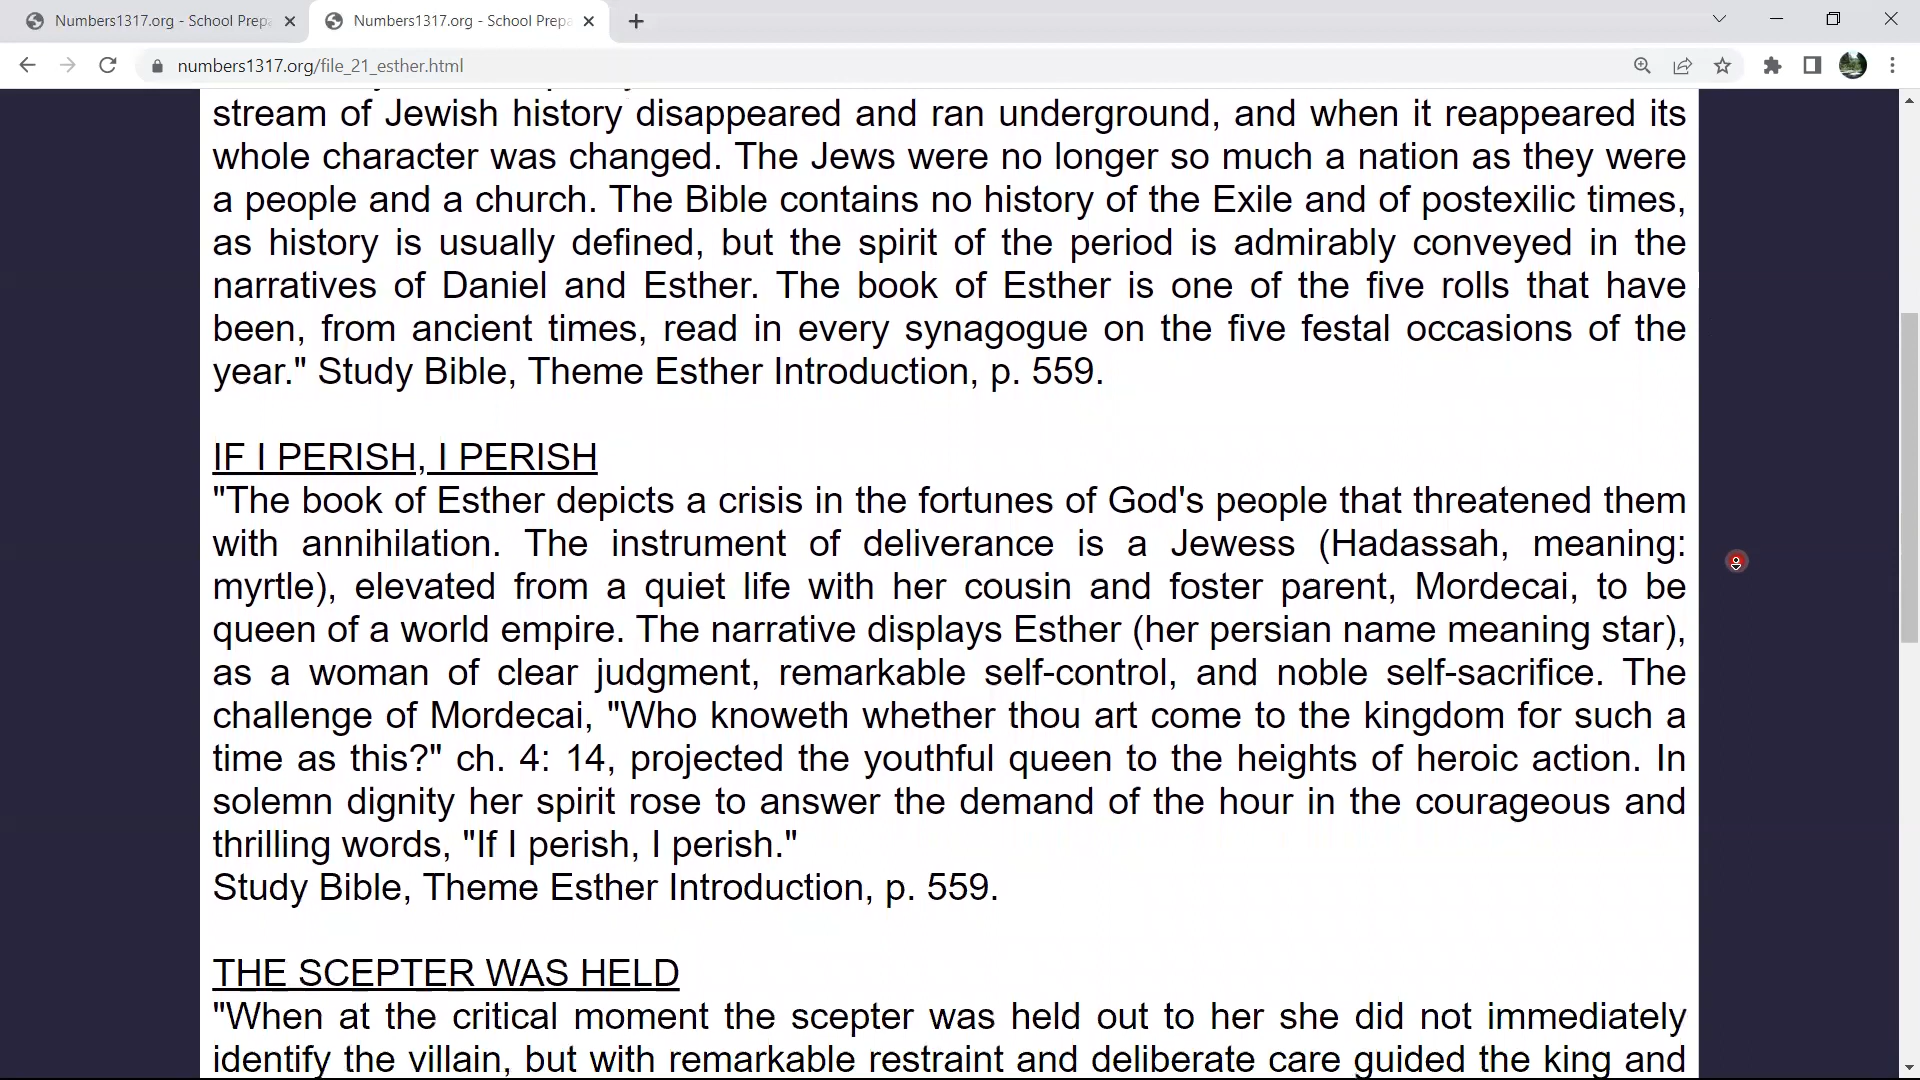 Numbers1317.org - School Prepa
Numbers1317.org - School Prepa
numbers1317.org/file_21_esther.html
stream of Jewish history disappeared and ran underground, and when it reappeared its
whole character was changed. The Jews were no longer so much a nation as they were
a people and a church. The Bible contains no history of the Exile and of postexilic times,
as history is usually defined, but the spirit of the period is admirably conveyed in the
narratives of Daniel and Esther. The book of Esther is one of the five rolls that have
been, from ancient times, read in every synagogue on the five festal occasions of the
year." Study Bible, Theme Esther Introduction, p. 559.
IF I PERISH, I PERISH
"The book of Esther depicts a crisis in the fortunes of God's people that threatened them
with annihilation. The instrument of deliverance is a Jewess (Hadassah, meaning:
myrtle), elevated from a quiet life with her cousin and foster parent, Mordecai, to be
queen of a world empire. The narrative displays Esther (her persian name meaning star),
as a woman of clear judgment, remarkable self-control, and noble self-sacrifice. The
challenge of Mordecai, "Who knoweth whether thou art come to the kingdom for such a
time as this?" ch. 4: 14, projected the youthful queen to the heights of heroic action. In
solemn dignity her spirit rose to answer the demand of the hour in the courageous and
thrilling words, "If I perish, I perish."
Study Bible, Theme Esther Introduction, p. 559.
THE SCEPTER WAS HELD
"When at the critical moment the scepter was held out to her she did not immediately
identify the villain, but with remarkable restraint and deliberate care guided the king and